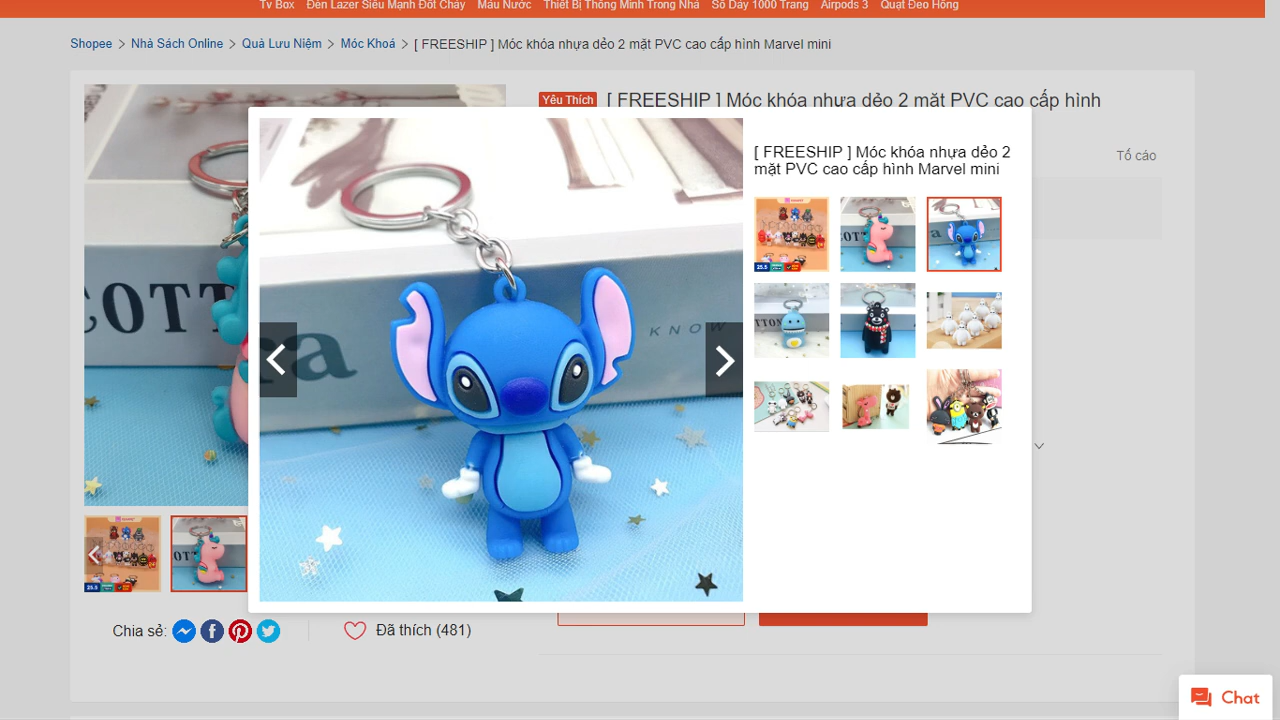 Tv Box Đèn Lazer Siêu Mạnh Đốt Cháy Máu Nước Thiết Bị Thông Minh Trong Nhà Sổ Dày 1000 Trang Airpods 3 Quạt Đeo Hông
Shopee > Nhà Sách Online > Quà Lưu Niệm > Móc Khoá > [ FREESHIP ] Móc khóa nhựa dẻo 2 mặt PVC cao cấp hình Marvel mini
Yêu Thích [ FREESHIP ] Móc khóa nhựa dẻo 2 mặt PVC cao cấp hình
Tố cáo
[ FREESHIP ] Móc khóa nhựa dẻo 2
mặt PVC cao cấp hình Marvel mini
COTT
KNOW
Chia sẻ:
Đã thích (481)
Chat